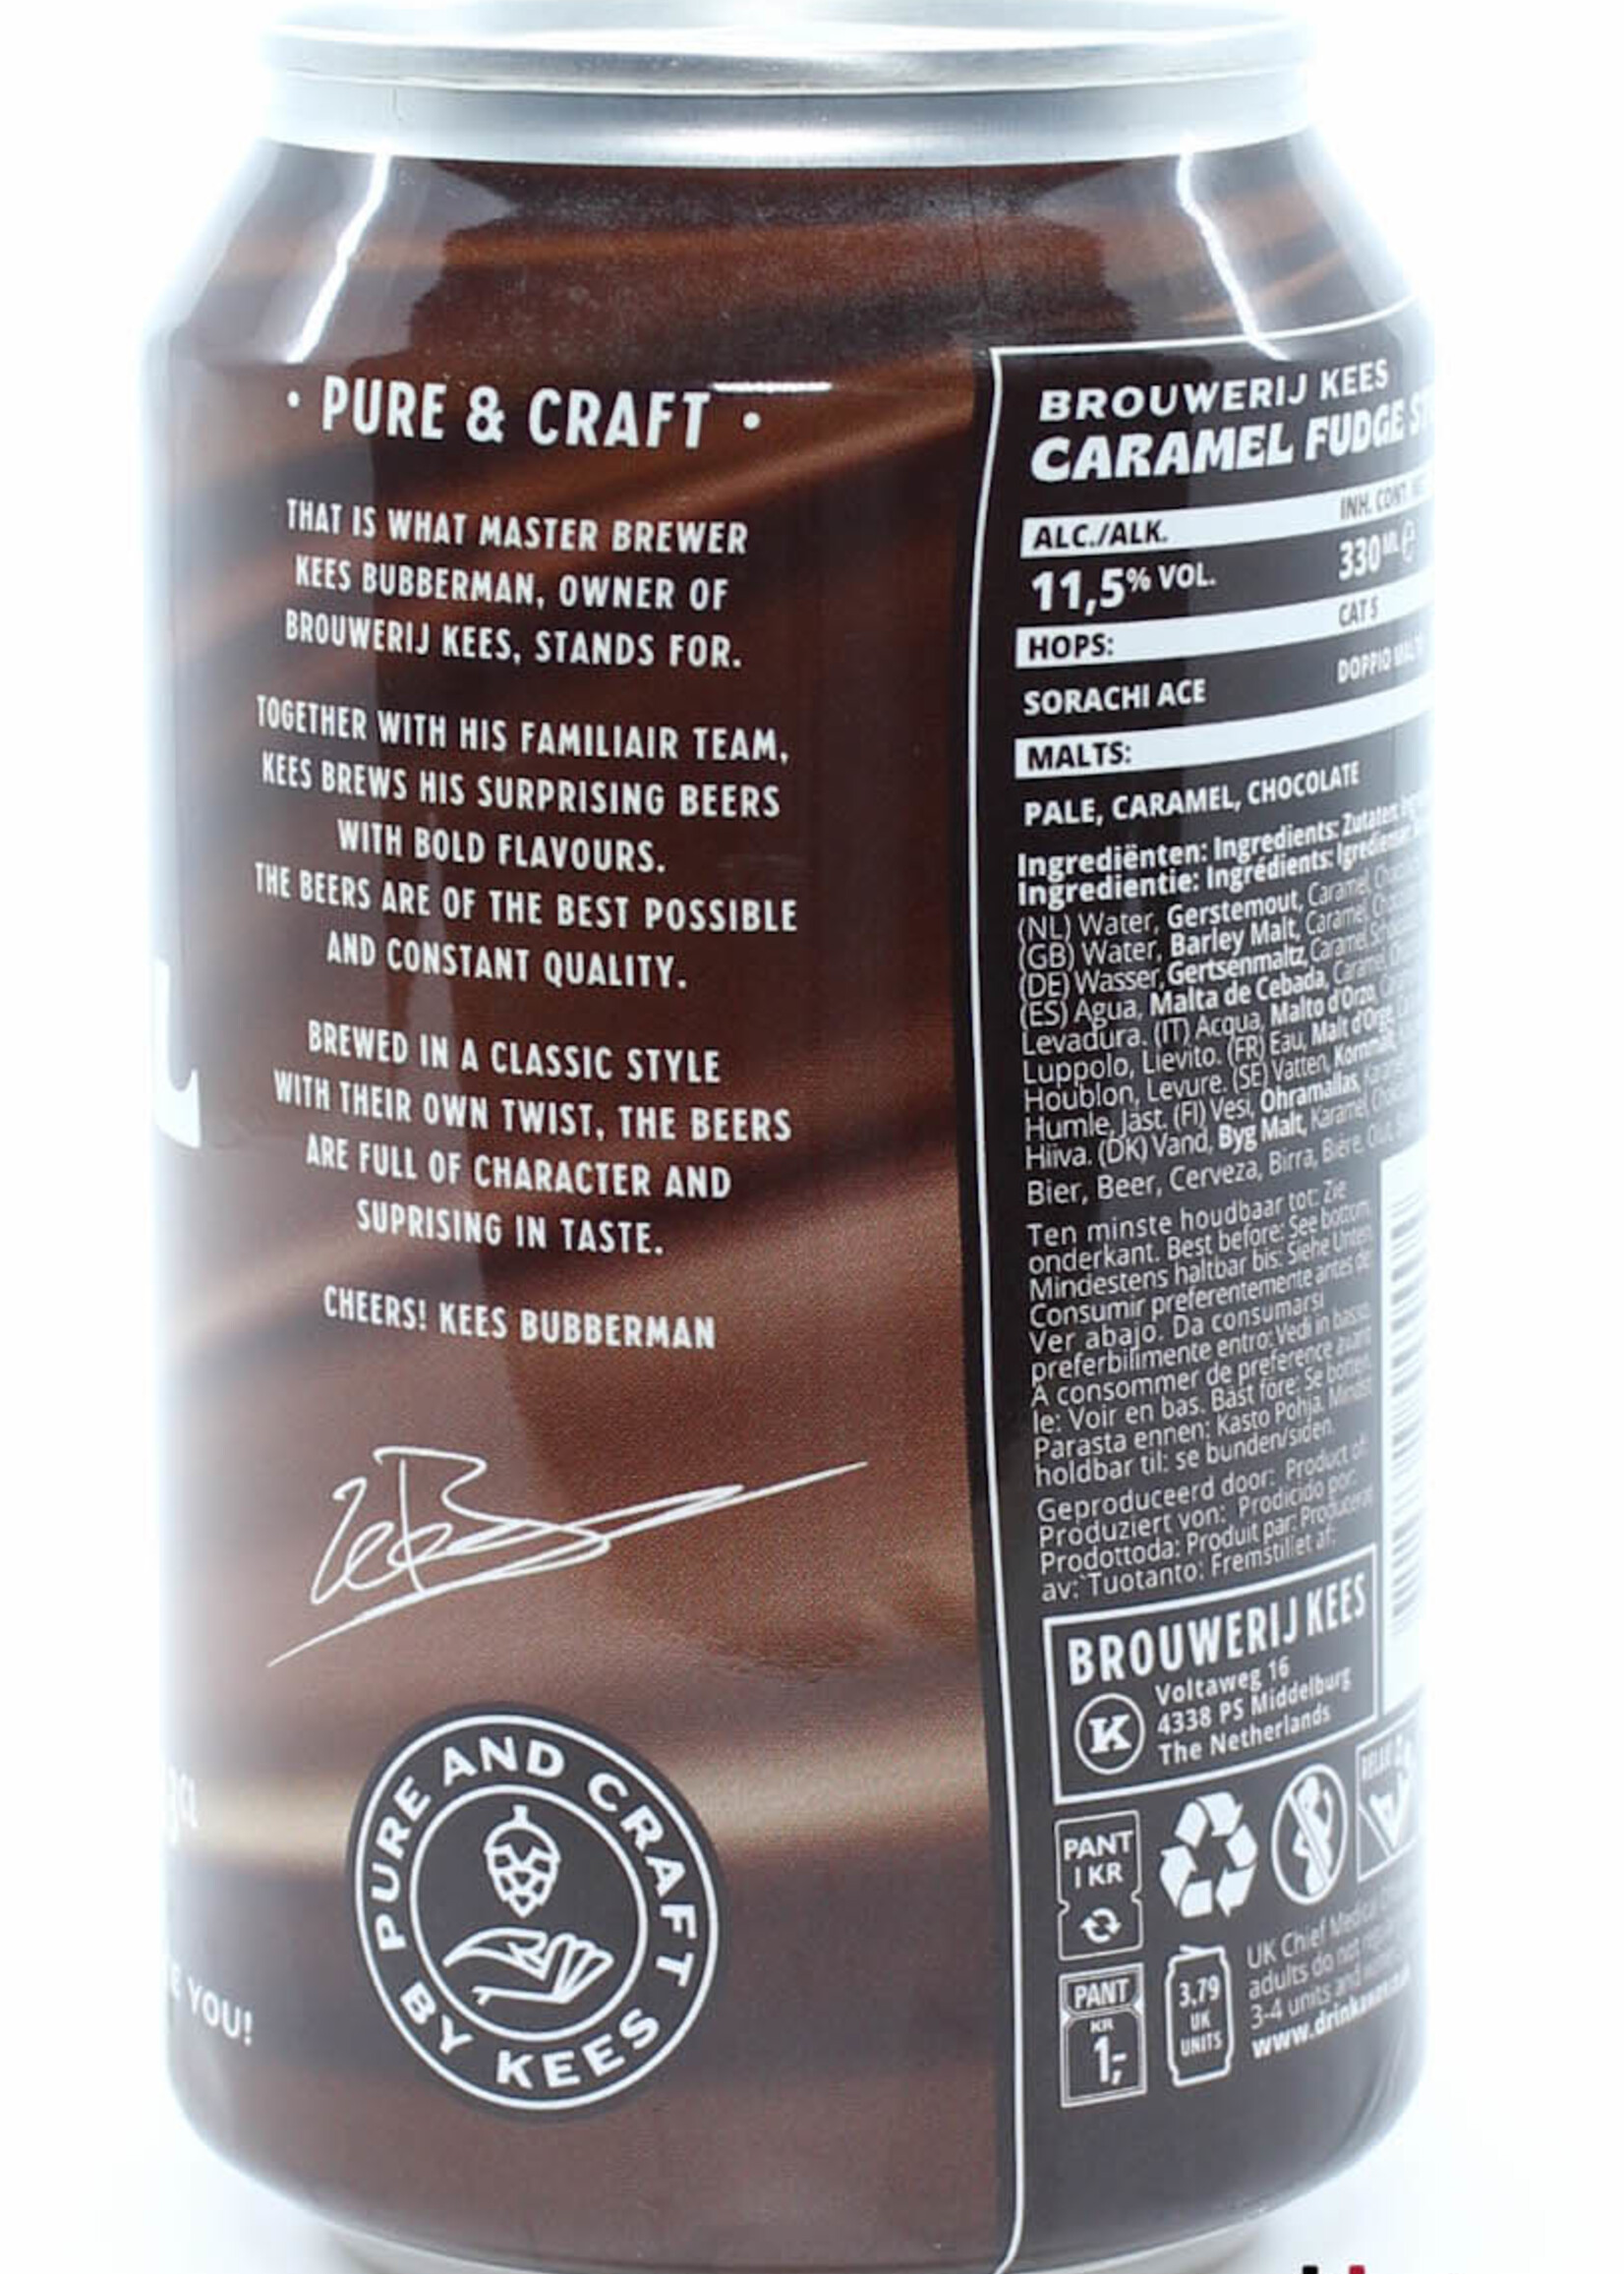 · PURE & CRAFT ·
THAT IS WHAT MASTER BREWER
KEES BUBBERMAN, OWNER OF
BROUWERIJ KEES, STANDS FOR.
TOGETHER WITH HIS FAMILIAIR TEAM,
KEES BREWS HIS SURPRISING BEERS
WITH BOLD FLAVOURS.
THE BEERS ARE OF THE BEST POSSIBLE
AND CONSTANT QUALITY.
BREWED IN A CLASSIC STYLE
WITH THEIR OWN TWIST, THE BEERS
ARE FULL OF CHARACTER AND
SUPRISING IN TASTE.
CHEERS! KEES BUBBERMAN
PURE AND CRAFT
BY KEES
L
YOU!
BROUWERIJ KEES
CARAMEL FUDGE
ALC./ALK. INH. CONT.
11,5% VOL. 330 ML e
HOPS: CAT 5
SORACHI ACE DOPPIO
MALTS:
PALE, CARAMEL, CHOCOLATE
Ingrediënten: Ingredients: Zutaten:
Ingredientie: Ingrédients:
(NL) Water, Gerstemout, Caramel,
(GB) Water, Barley Malt, Caramel,
(DE) Wasser, Gertsenmaltz, Caramel,
(ES) Agua, Malta de Cebada, Caramel,
Levadura. (IT) Acqua, Malto d'Orzo,
Luppolo, Lievito. (FR) Eau, Malt d'Orge,
Houblon, Levure. (SE) Vatten, Kornmalt,
Humle, Jäst. (FI) Vesi, Ohramallas,
Hiiva. (DK) Vand, Byg Malt, Karamel,
Bier, Beer, Cerveza, Birra, Bière,
Ten minste houdbaar tot: Zie
onderkant. Best before: See bottom.
Mindestens haltbar bis: Siehe Unten.
Consumir preferentemente antes de:
Ver abajo. Da consumarsi
preferbilimente entro: Vedi in basso.
À consommer de preference avant
le: Voir en bas. Bäst före: Se botten.
Parasta ennen: Kasto Pohja. Mindst
holdbar til: se bunden/siden.
Geproduceerd door: Product of:
Produziert von: Prodicido por:
Prodottoda: Produit par: Producerat
av: Tuotanto: Fremstillet af:
BROUWERIJ KEES
K
Voltaweg 16
4338 PS Middelburg
The Netherlands
PANT
1 KR
PANT
KR
1,-
3,79
UK
UNITS
UK Chief Medical
adults do not
3-4 units and